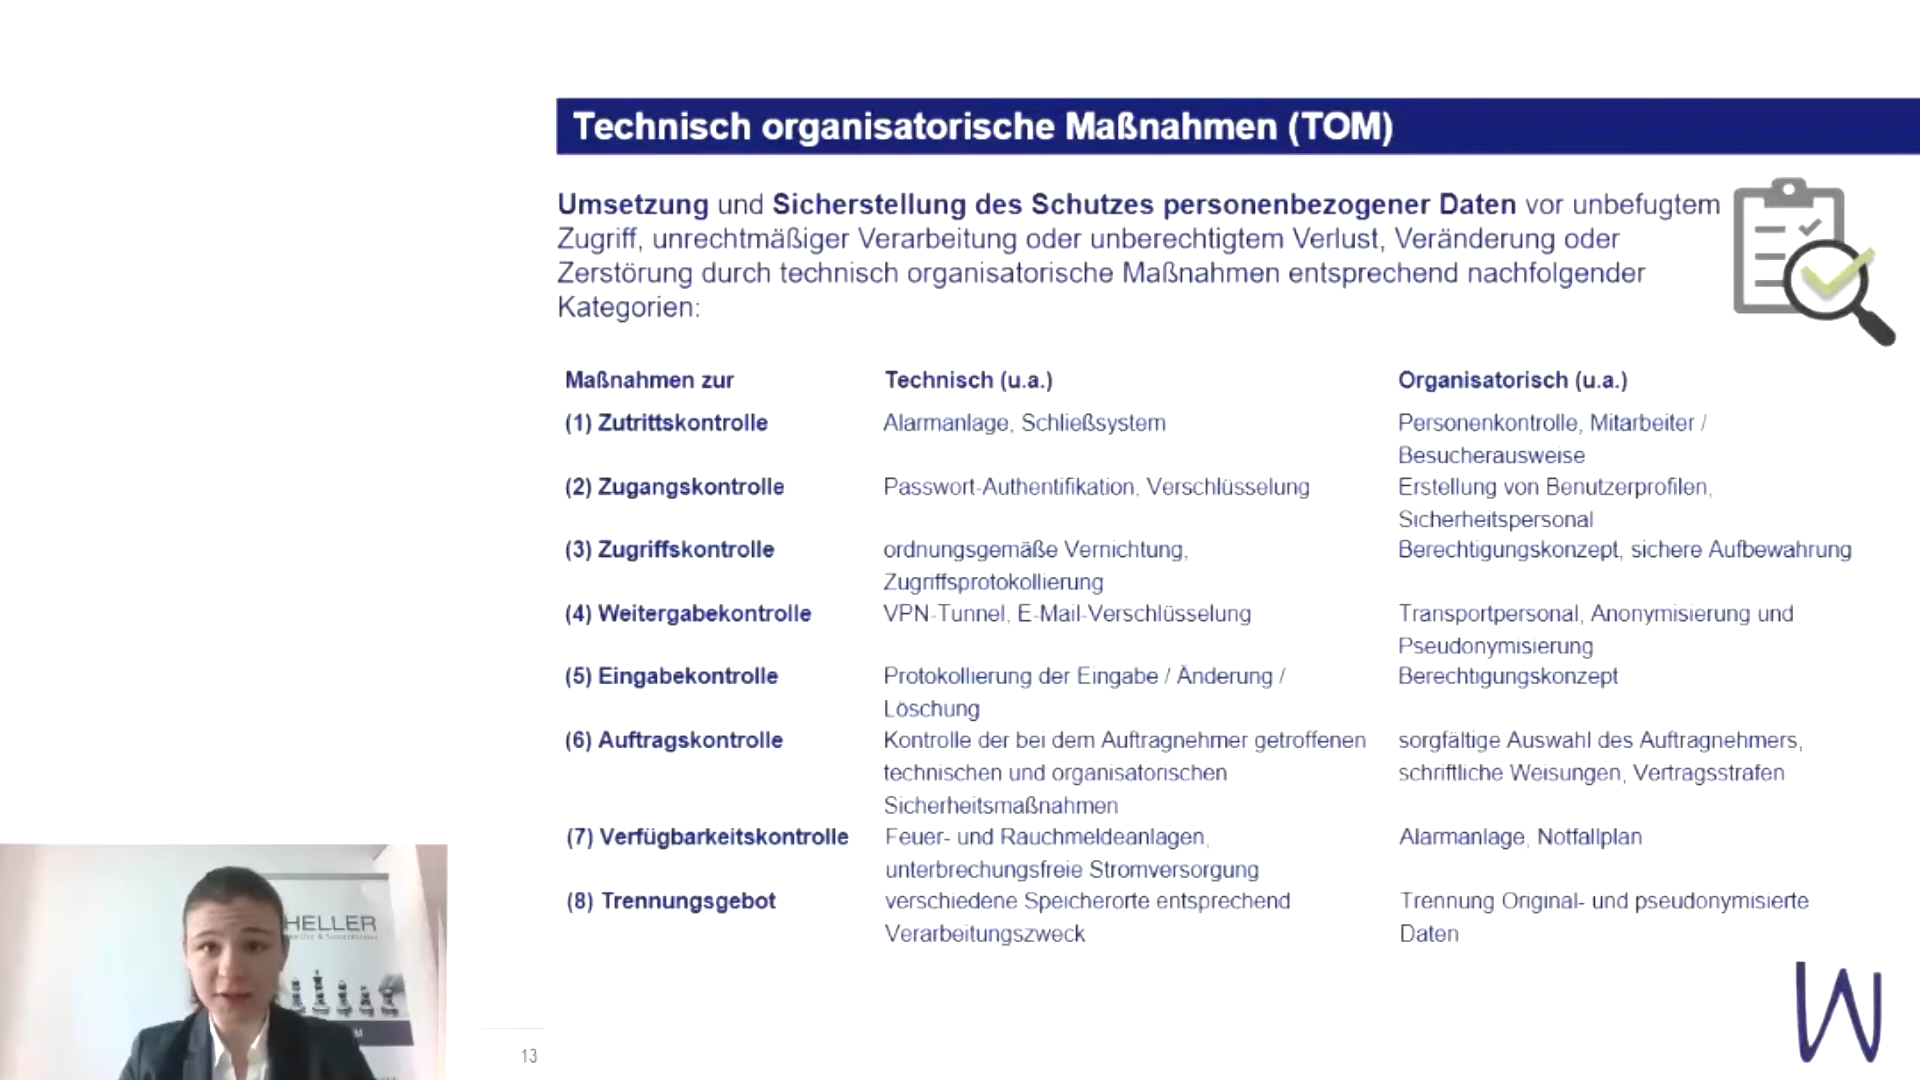 Technisch organisatorische Maßnahmen (TOM)
Umsetzung und Sicherstellung des Schutzes personenbezogener Daten vor unbefugtem
Zugriff, unrechtmäßiger Verarbeitung oder unberechtigtem Verlust, Veränderung oder
Zerstörung durch technisch organisatorische Maßnahmen entsprechend nachfolgender
Kategorien:
Maßnahmen zur Technisch (u.a.) Organisatorisch (u.a.)
(1) Zutrittskontrolle Alarmanlage, Schließsystem Personenkontrolle, Mitarbeiter /
Besucherausweise
(2) Zugangskontrolle Passwort-Authentifikation, Verschlüsselung Erstellung von Benutzerprofilen,
Sicherheitspersonal
(3) Zugriffskontrolle ordnungsgemäße Vernichtung, Berechtigungskonzept, sichere Aufbewahrung
Zugriffsprotokollierung
(4) Weitergabekontrolle VPN-Tunnel, E-Mail-Verschlüsselung Transportpersonal, Anonymisierung und
Pseudonymisierung
(5) Eingabekontrolle Protokollierung der Eingabe / Änderung / Berechtigungskonzept
Löschung
(6) Auftragskontrolle Kontrolle der bei dem Auftragnehmer getroffenen sorgfältige Auswahl des Auftragnehmers,
technischen und organisatorischen schriftliche Weisungen, Vertragsstrafen
Sicherheitsmaßnahmen
(7) Verfügbarkeitskontrolle Feuer- und Rauchmeldeanlagen, Alarmanlage, Notfallplan
unterbrechungsfreie Stromversorgung
(8) Trennungsgebot verschiedene Speicherorte entsprechend Trennung Original- und pseudonymisierte
Verarbeitungszweck Daten
HELLER
W
13